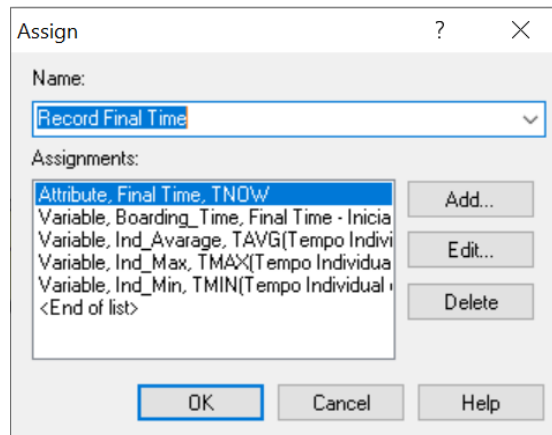 Assign ? ×
Name:
Record Final Time
Assignments:
Attribute, Final Time, TNOW
Variable, Boarding_Time, Final Time - Inicia
Variable, Ind_Avarage, TAVG(Tempo Indivi
Variable, Ind_Max, TMAX(Tempo Individua
Variable, Ind_Min, TMIN(Tempo Individual
<End of list>
Add...
Edit...
Delete
OK Cancel Help